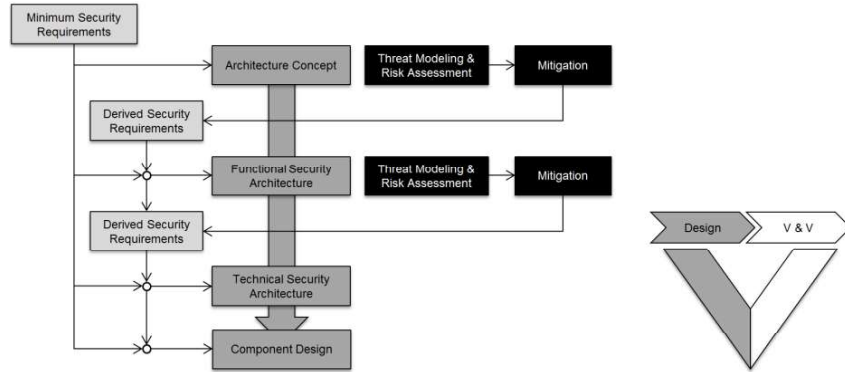 Minimum Security
Requirements
Architecture Concept
Threat Modeling &
Risk Assessment
Mitigation
Derived Security
Requirements
Functional Security
Architecture
Threat Modeling &
Risk Assessment
Mitigation
Derived Security
Requirements
Design
V & V
Technical Security
Architecture
Component Design